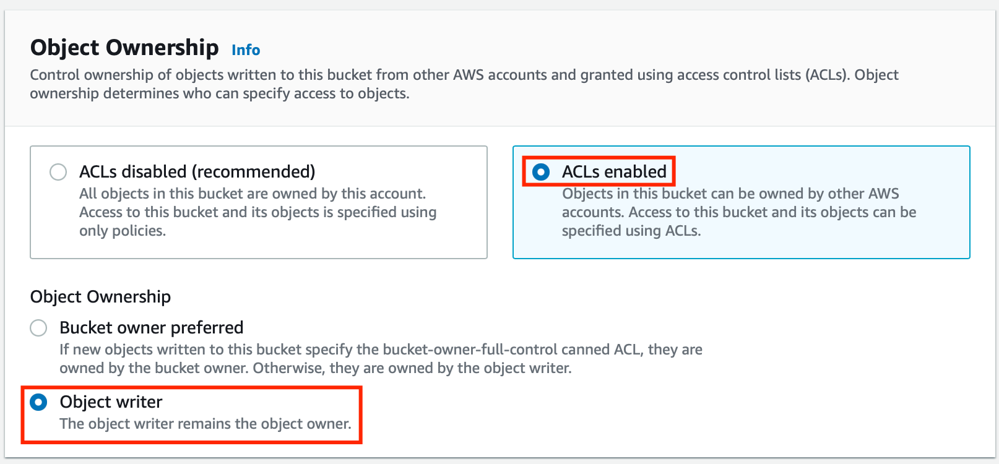 Object Ownership Info
Control ownership of objects written to this bucket from other AWS accounts and granted using access control lists (ACLs). Object
ownership determines who can specify access to objects.
ACLs disabled (recommended)
All objects in this bucket are owned by this account.
Access to this bucket and its objects is specified using
only policies.
ACLs enabled
Objects in this bucket can be owned by other AWS
accounts. Access to this bucket and its objects can be
specified using ACLs.
Object Ownership
Bucket owner preferred
If new objects written to this bucket specify the bucket-owner-full-control canned ACL, they are
owned by the bucket owner. Otherwise, they are owned by the object writer.
Object writer
The object writer remains the object owner.